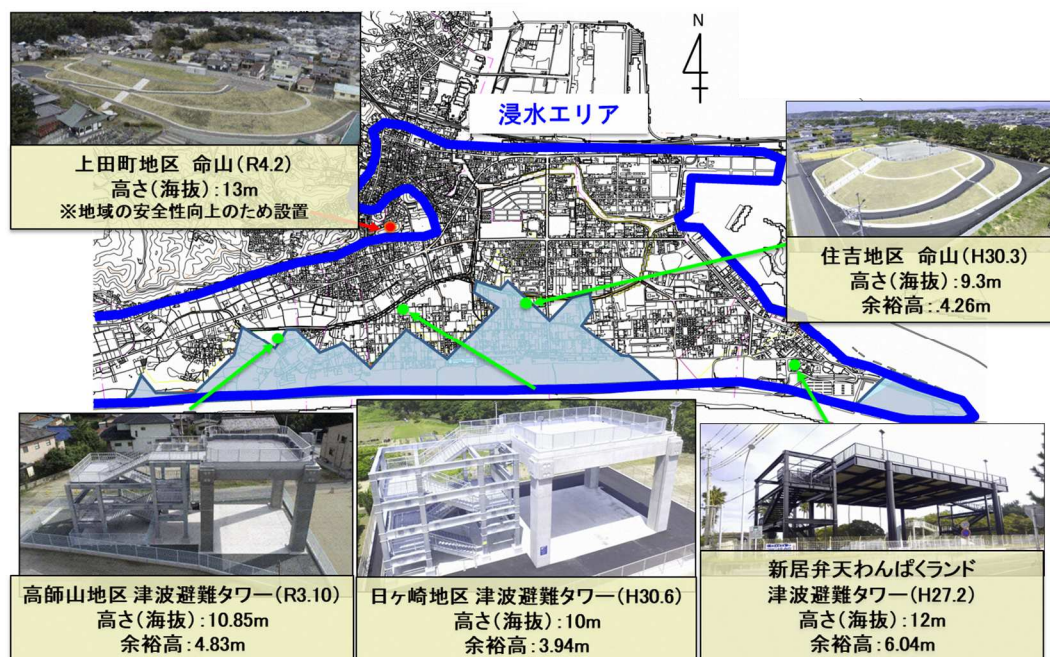 N
浸水エリア
上田町地区 命山(R4.2)
高さ(海抜):13m
※地域の安全性向上のため設置
住吉地区 命山(H30.3)
高さ(海抜):9.3m
余裕高:4.26m
高師山地区 津波避難タワー(R3.10)
高さ(海抜):10.85m
余裕高:4.83m
日ヶ崎地区 津波避難タワー(H30.6)
高さ(海抜):10m
余裕高:3.94m
新居弁天わんぱくランド
津波避難タワー(H27.2)
高さ(海抜):12m
余裕高:6.04m